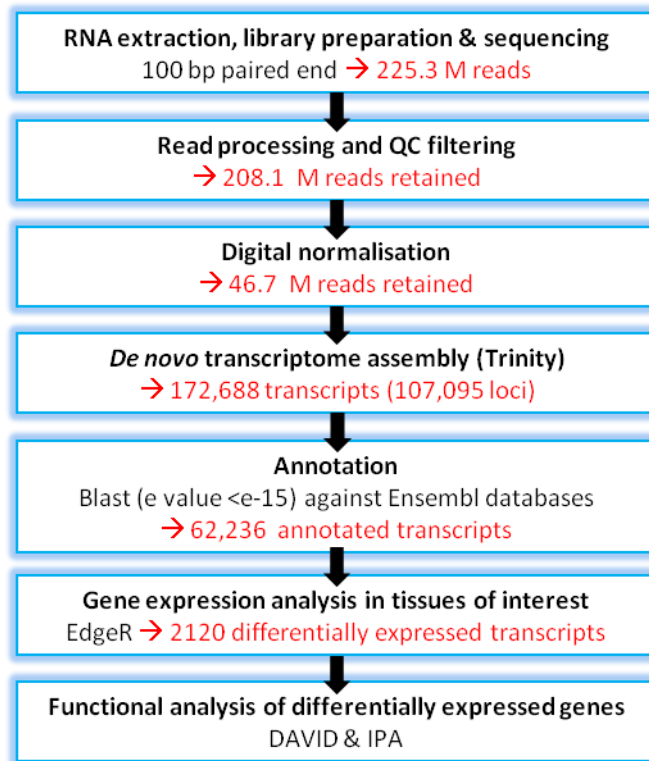 RNA extraction, library preparation & sequencing
100 bp paired end → 225.3 M reads
Read processing and QC filtering
→ 208.1 M reads retained
Digital normalisation
→ 46.7 M reads retained
De novo transcriptome assembly (Trinity)
→ 172,688 transcripts (107,095 loci)
Annotation
Blast (e value <e-15) against Ensembl databases
→ 62,236 annotated transcripts
Gene expression analysis in tissues of interest
EdgeR → 2120 differentially expressed transcripts
Functional analysis of differentially expressed genes
DAVID & IPA